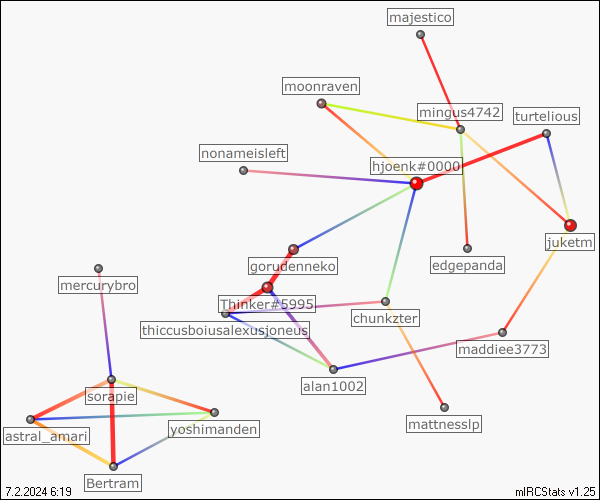 majestico
moonraven
mingus4742
turtelious
nonameisleft
hjoenk#0000
juketm
gorudenneko
edgepanda
mercurybro
Thinker#5995
chunkzter
thiccusboiusalexusjoneus
maddiee3773
alan1002
sorapie
mattnesslp
astral_amari
yoshimanden
Bertram
7.2.2024 6:19
mIRCStats v1.25